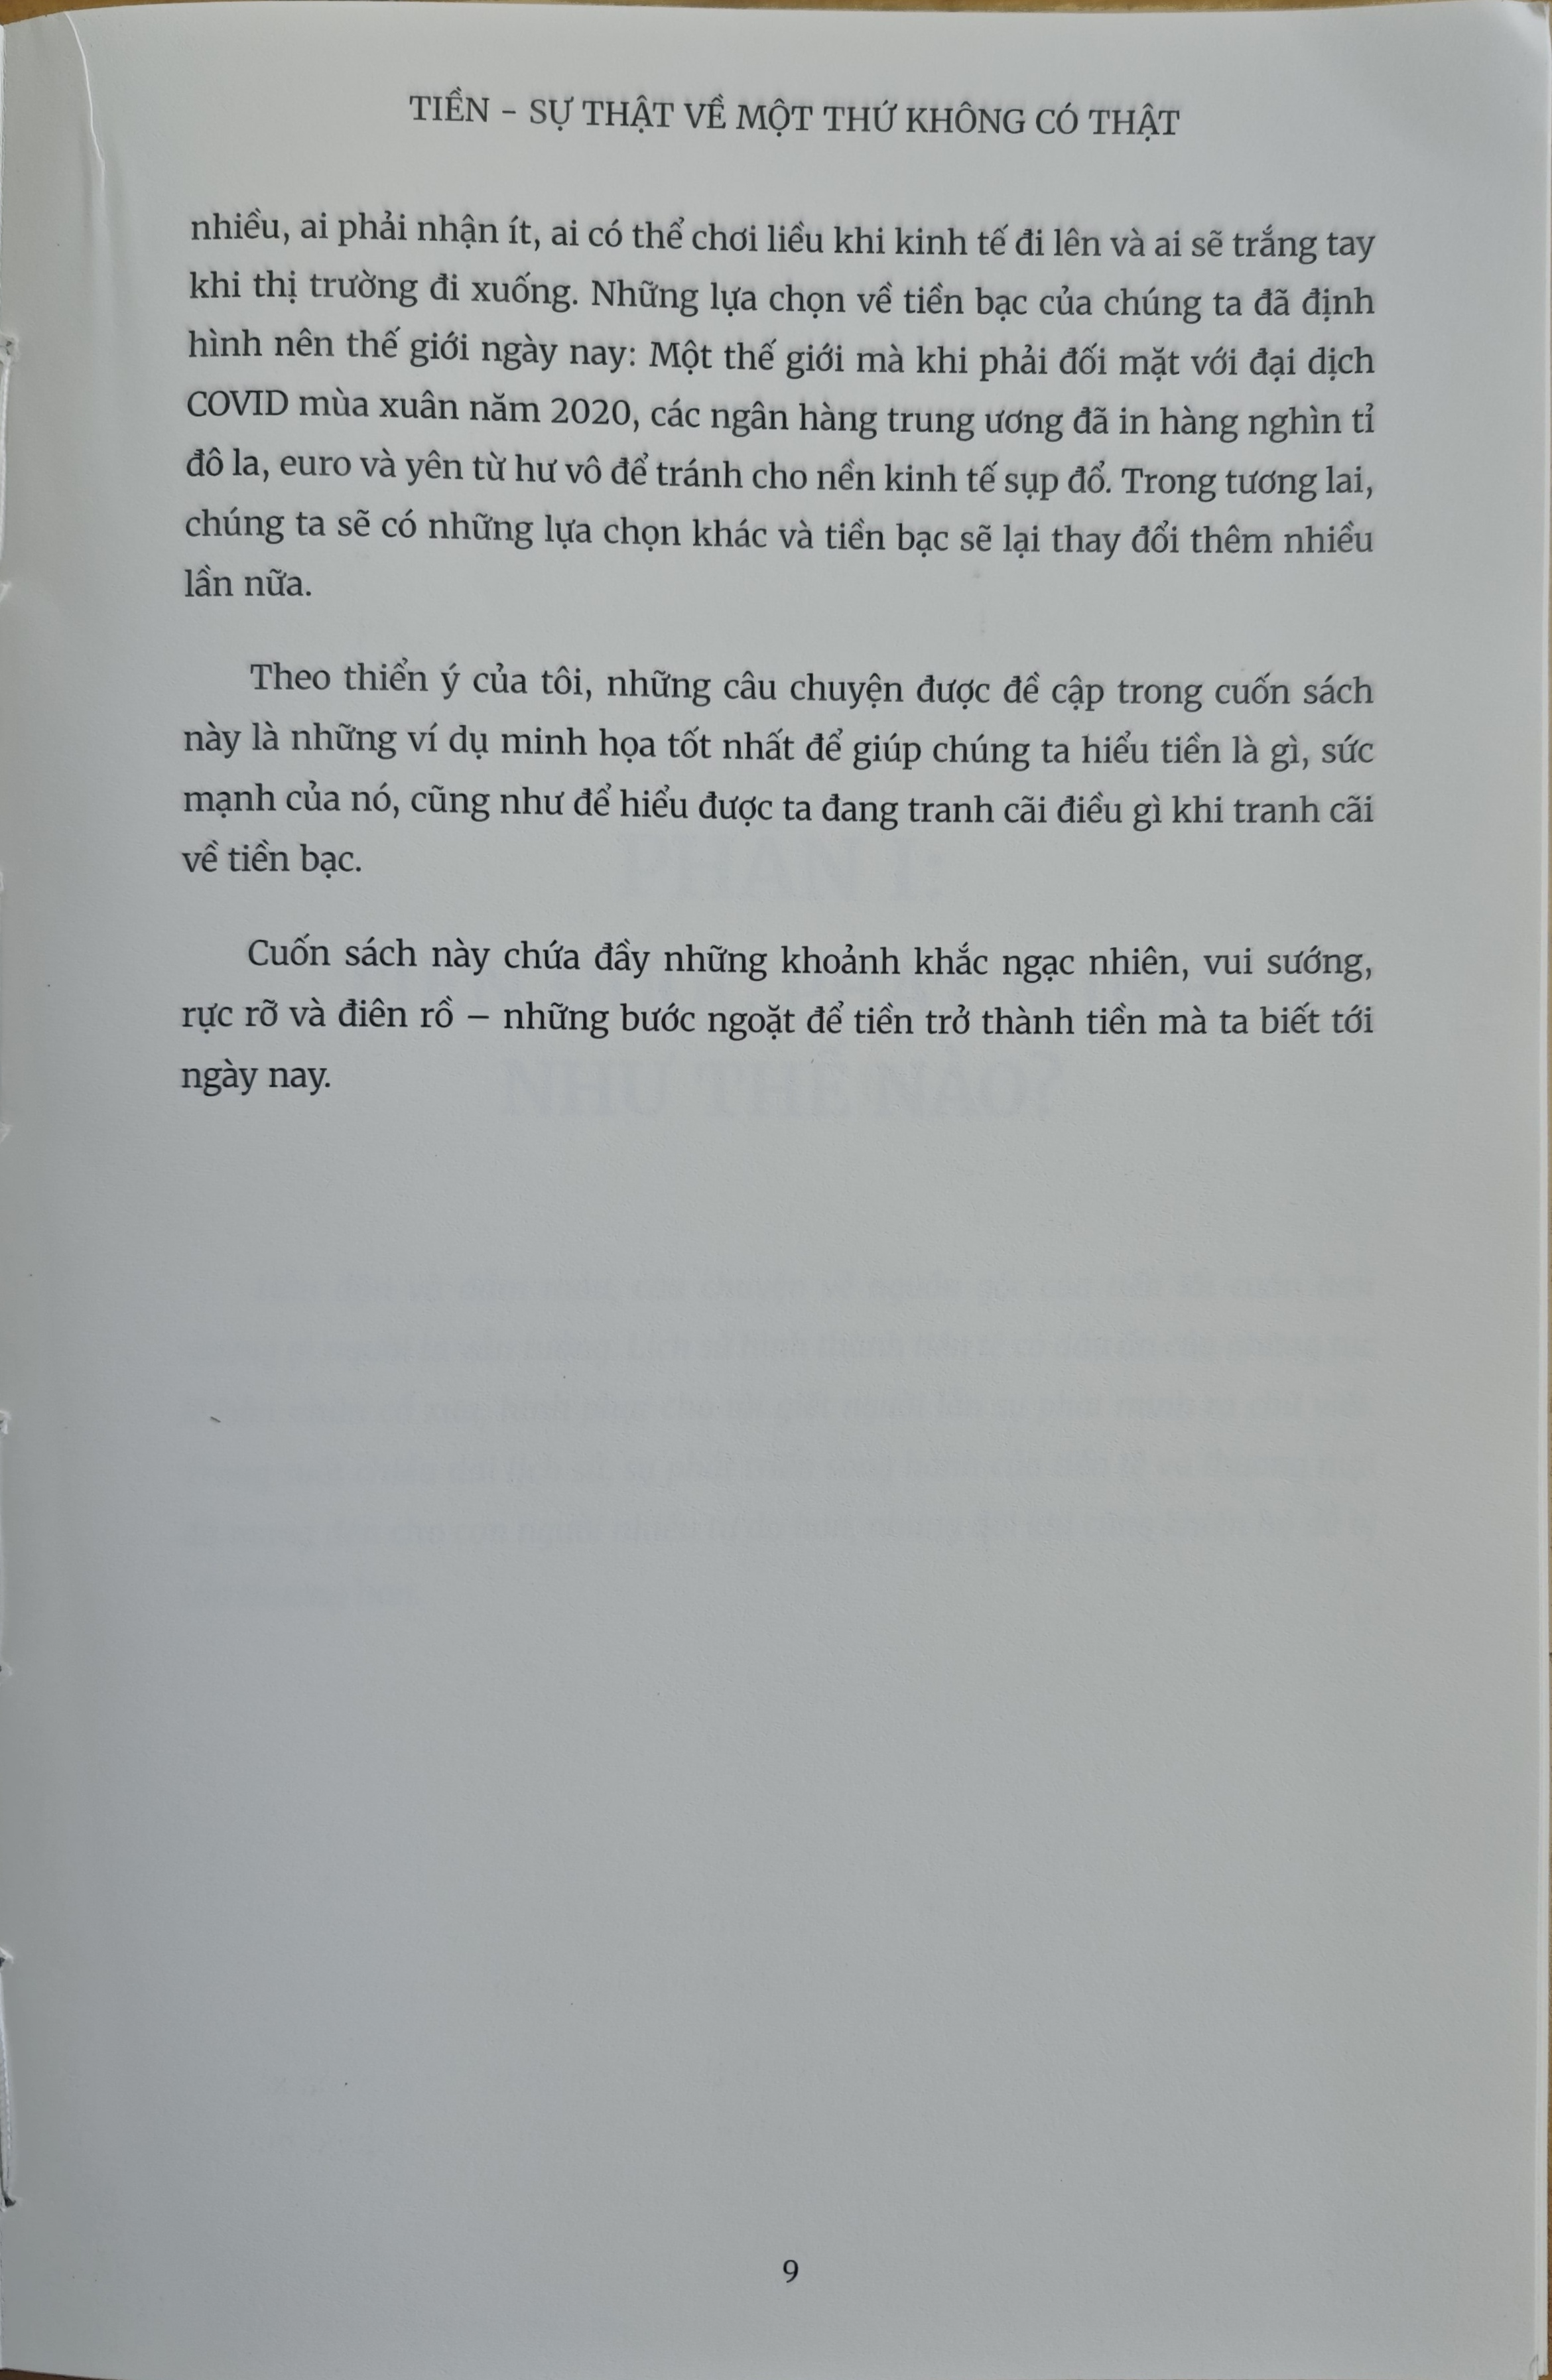 TIỀN - SỰ THẬT VỀ MỘT THỨ KHÔNG CÓ THẬT
nhiều, ai phải nhận ít, ai có thể chơi liều khi kinh tế đi lên và ai sẽ trắng tay
khi thị trường đi xuống. Những lựa chọn về tiền bạc của chúng ta đã định
hình nên thế giới ngày nay: Một thế giới mà khi phải đối mặt với đại dịch
COVID mùa xuân năm 2020, các ngân hàng trung ương đã in hàng nghìn tỉ
đô la, euro và yên từ hư vô để tránh cho nền kinh tế sụp đổ. Trong tương lai,
chúng ta sẽ có những lựa chọn khác và tiền bạc sẽ lại thay đổi thêm nhiều
lần nữa.
Theo thiển ý của tôi, những câu chuyện được đề cập trong cuốn sách
này là những ví dụ minh họa tốt nhất để giúp chúng ta hiểu tiền là gì, sức
mạnh của nó, cũng như để hiểu được ta đang tranh cãi điều gì khi tranh cãi
về tiền bạc.
Cuốn sách này chứa đầy những khoảnh khắc ngạc nhiên, vui sướng,
rực rỡ và điên rồ – những bước ngoặt để tiền trở thành tiền mà ta biết tới
ngày nay.
PHẦN I.
NHƯ THẾ NÀO?
9